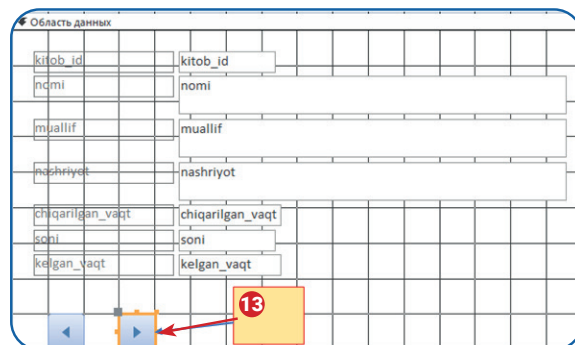 Область данных
kitob_id kitob_id
nomi nomi
muallif muallif
nashriyot nashriyot
chiqarilgan_vaqt chiqarilgan_vaqt
soni soni
kelgan_vaqt kelgan_vaqt
13